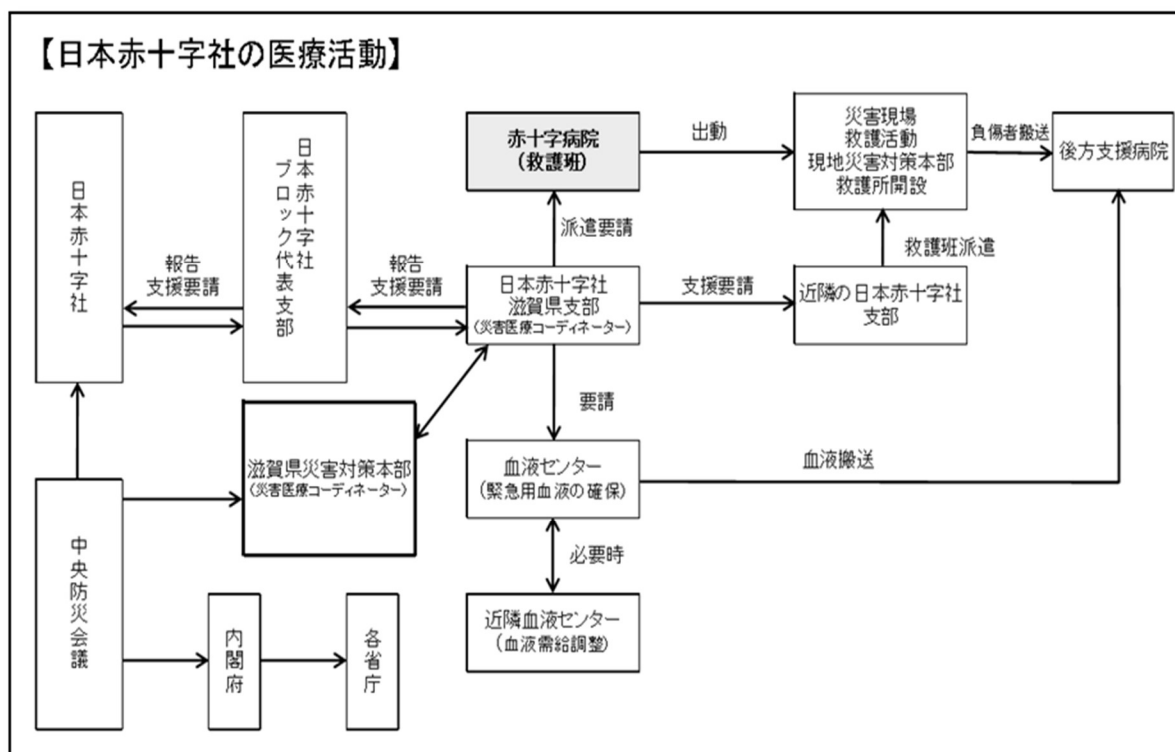 【日本赤十字社の医療活動】
日本赤十字社
日本赤十字社
ブロック代表支部
赤十字病院
(救護班)
出動
災害現場
救護活動
現地災害対策本部
救護所開設
負傷者搬送
後方支援病院
派遣要請
救護班派遣
報告
支援要請
報告
支援要請
日本赤十字社
滋賀県支部
(災害医療コーディネーター)
支援要請
近隣の日本赤十字社
支部
要請
滋賀県災害対策本部
(災害医療コーディネーター)
血液センター
(緊急用血液の確保)
血液搬送
中央防災会議
必要時
内閣府
各省庁
近隣血液センター
(血液需給調整)